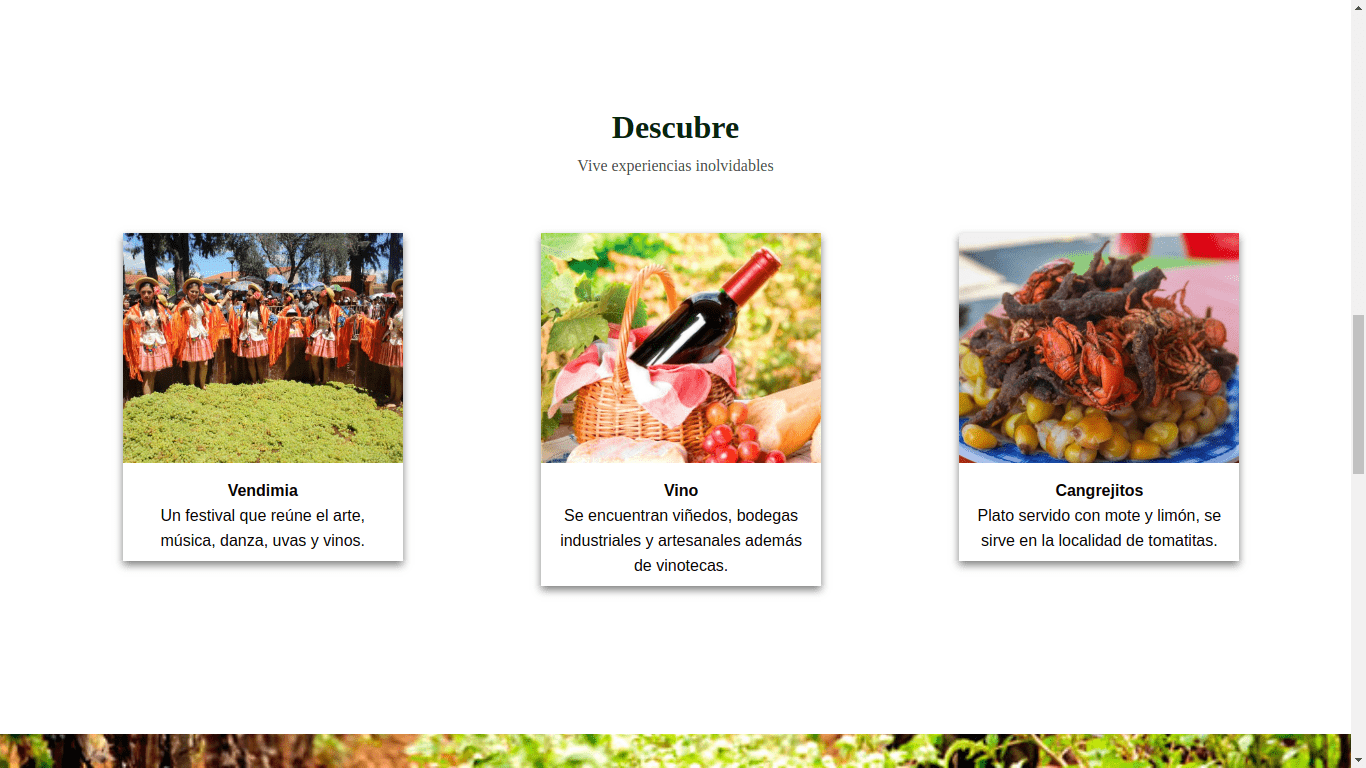 Descubre
Vive experiencias inolvidables
Vendimia
Un festival que reúne el arte,
música, danza, uvas y vinos.
Vino
Se encuentran viñedos, bodegas
industriales y artesanales además
de vinotecas.
Cangrejitos
Plato servido con mote y limón, se
sirve en la localidad de tomatitas.